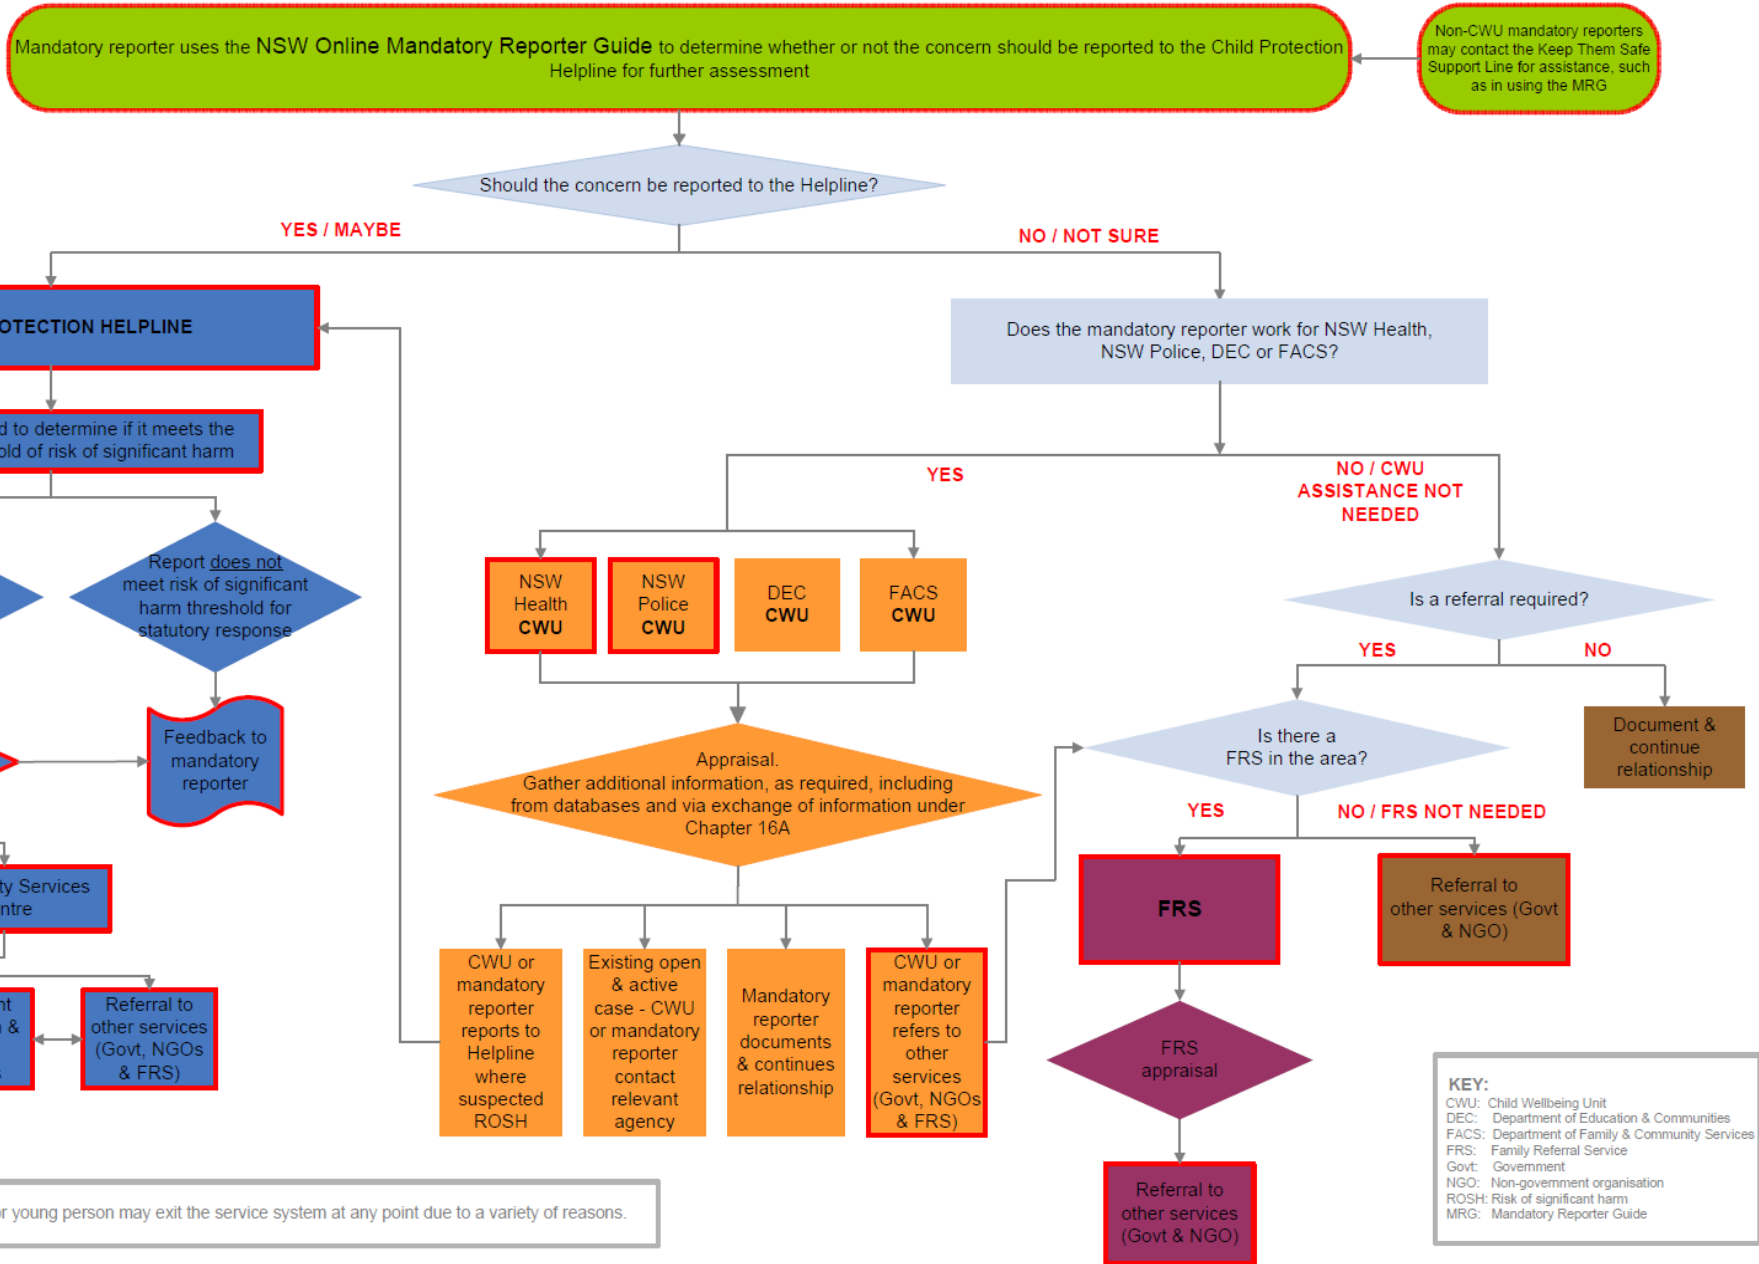 Mandatory reporter uses the NSW Online Mandatory Reporter Guide to determine whether or not the concern should be reported to the Child Protection
Helpline for further assessment
Non-CWU mandatory reporters
may contact the Keep Them Safe
Support Line for assistance, such
as in using the MRG
Should the concern be reported to the Helpline?
YES / MAYBE
NO / NOT SURE
OTECTION HELPLINE
Does the mandatory reporter work for NSW Health,
NSW Police, DEC or FACS?
d to determine if it meets the
old of risk of significant harm
YES
NO / CWU
ASSISTANCE NOT
NEEDED
Report does not
meet risk of significant
harm threshold for
statutory response
NSW
Health
CWU
NSW
Police
CWU
DEC
CWU
FACS
CWU
Is a referral required?
YES
NO
Feedback to
mandatory
reporter
Appraisal.
Gather additional information, as required, including
from databases and via exchange of information under
Chapter 16A
Is there a
FRS in the area?
Document &
continue
relationship
YES
NO / FRS NOT NEEDED
ty Services
ntre
FRS
Referral to
other services (Govt
& NGO)
nt
n &
s
Referral to
other services
(Govt, NGOs
& FRS)
CWU or
mandatory
reporter
reports to
Helpline
where
suspected
ROSH
Existing open
& active
case - CWU
or mandatory
reporter
contact
relevant
agency
Mandatory
reporter
documents
& continues
relationship
CWU or
mandatory
reporter
refers to
other
services
(Govt, NGOs
& FRS)
FRS
appraisal
Referral to
other services
(Govt & NGO)
KEY:
CWU: Child Wellbeing Unit
DEC: Department of Education & Communities
FACS: Department of Family & Community Services
FRS: Family Referral Service
Govt: Government
NGO: Non-government organisation
ROSH: Risk of significant harm
MRG: Mandatory Reporter Guide
or young person may exit the service system at any point due to a variety of reasons.